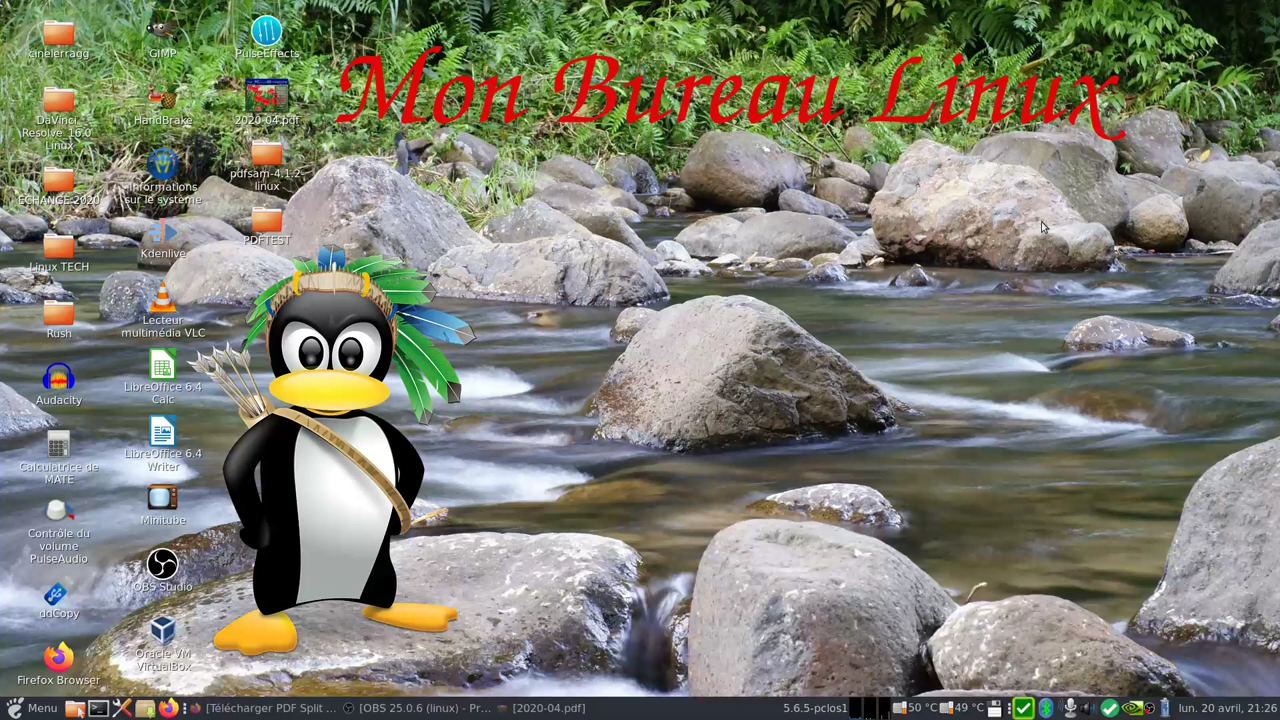 Mon Bureau Linux
cinelerragg
DaVinci
Resolve_16.0
Linux
ECHANGE 2020
Linux TECH
Rush
Audacity
Calculatrice de
MATE
Contrôle du
volume
PulseAudio
ddCopy
Firefox Browser
GIMP
HandBrake
Informations
sur le système
Kdenlive
Lecteur
multimédia VLC
LibreOffice 6.4
Calc
LibreOffice 6.4
Writer
Minitube
OBS Studio
Oracle VM
VirtualBox
PulseEffects
2020-04.pdf
pdfsam-4.1.2-
linux
PDFTEST
Menu
[Télécharger PDF Split ...
[OBS 25.0.6 (linux) - Pr...
[2020-04.pdf]
5.6.5-pclos1
50 °C
49 °C
lun. 20 avril, 21:26